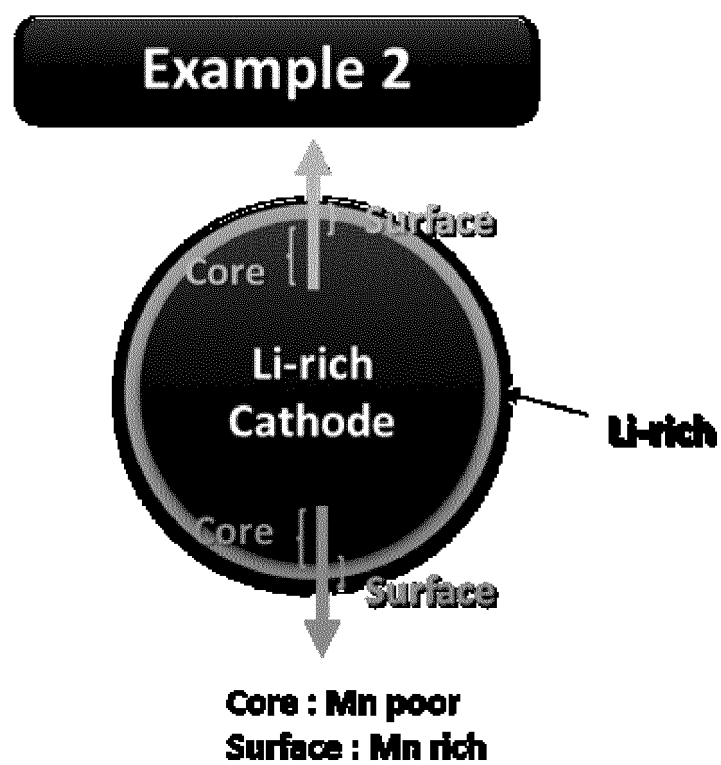 Example 2
Surface
Core
Li-rich
Cathode
Li-rich
Core
Surface
Core : Mn poor
Surface : Mn rich